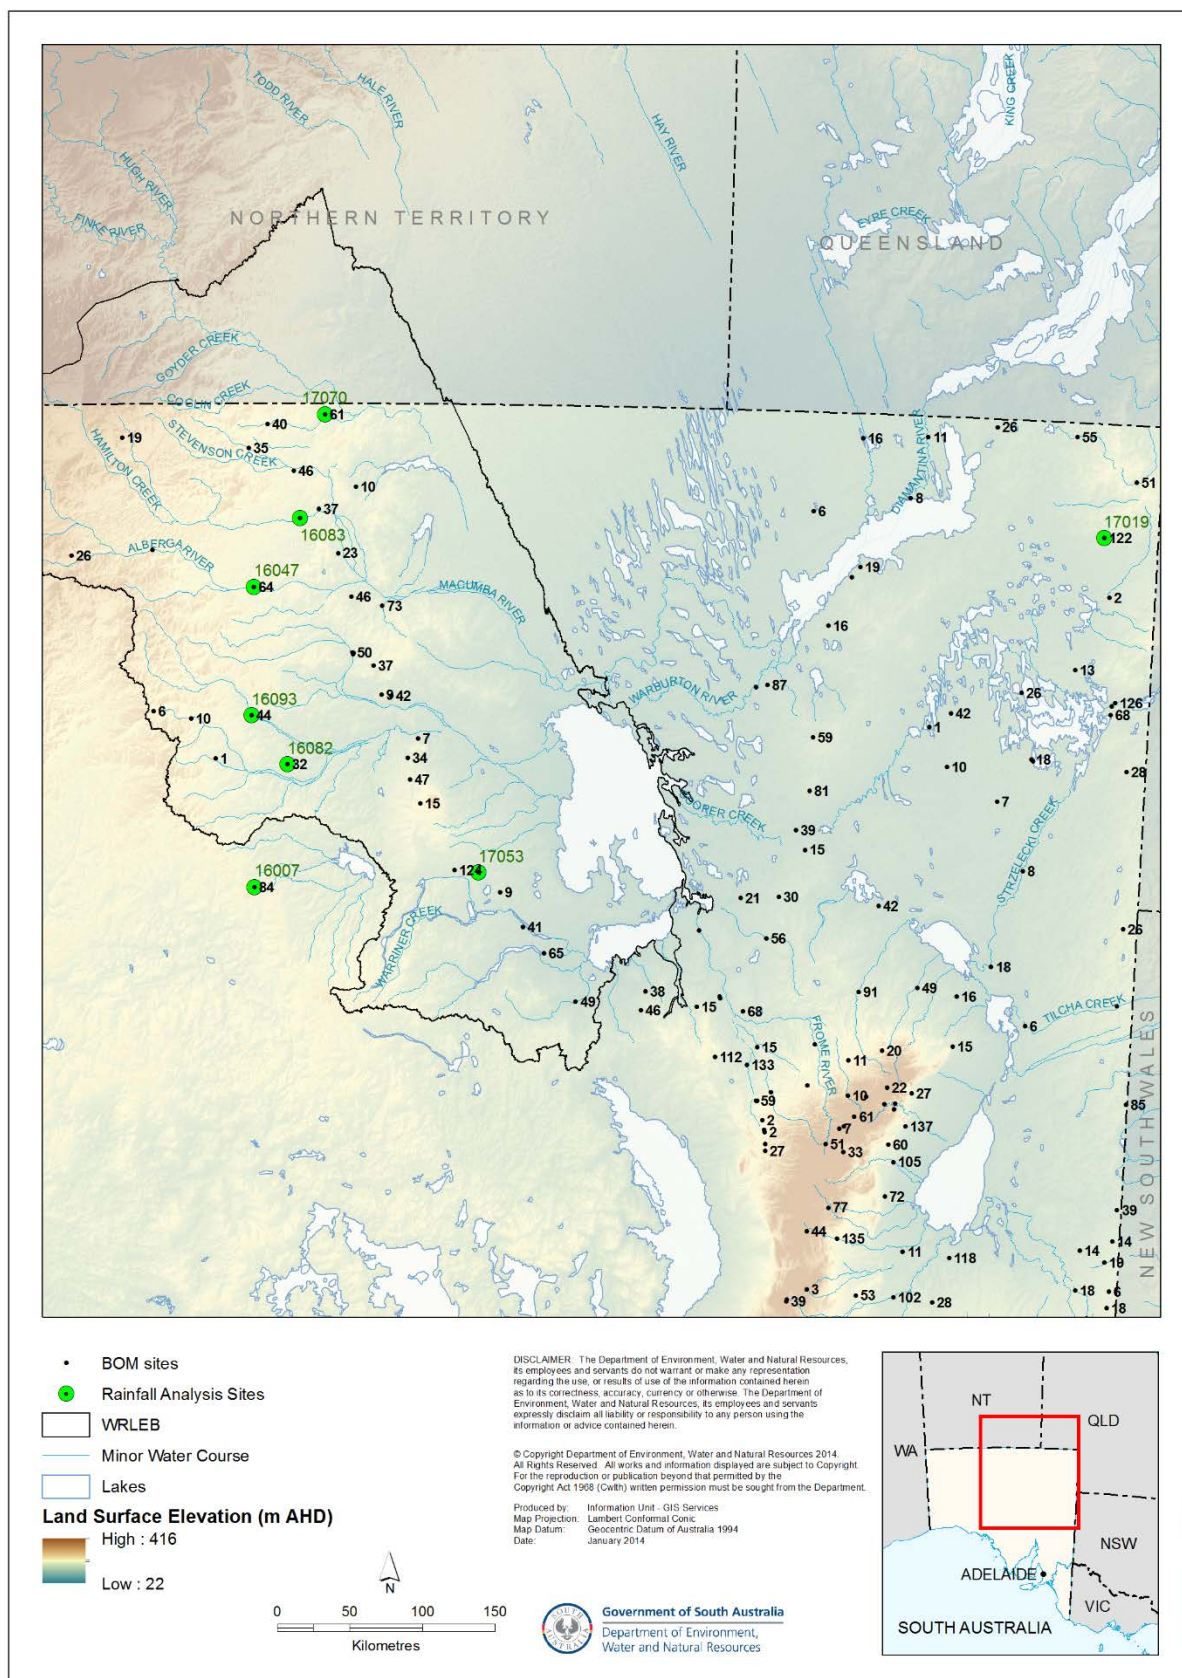 TODD RIVER
HALE RIVER
HAY RIVER
KING CREEK
HUGH RIVER
FINKE RIVER
NORTHERN TERRITORY
EYRE CREEK
QUEENSLAND
GOYDER CREEK
COGLIN CREEK
17070
61
40
19
HAMILTON CREEK
STEVENSON CREEK
35
46
10
37
16083
23
ALBERGA RIVER
26
16047
64
46
73
MACUMBA RIVER
50
37
9
42
16093
44
6
10
1
16082
32
7
34
47
15
16007
84
17053
124
9
41
65
WARRINER CREEK
49
38
46
16
11
26
55
51
DIAMANTINA RIVER
8
6
17019
122
19
2
16
13
WARBURTON RIVER
87
26
126
68
42
1
59
18
10
28
81
7
COOPER CREEK
39
15
STRZELECKI CREEK
8
21
30
42
26
56
18
91
49
16
15
68
TILCHA CREEK
6
FROME RIVER
15
112
133
11
20
15
22
27
59
10
85
61
2
2
7
137
27
51
33
60
105
72
77
39
44
135
11
118
14
14
19
NEW SOUTH WALES
3
39
53
102
28
18
6
18
BOM sites
Rainfall Analysis Sites
WRLEB
Minor Water Course
Lakes
Land Surface Elevation (m AHD)
High : 416
Low : 22
N
0 50 100 150
Kilometres
DISCLAIMER: The Department of Environment, Water and Natural Resources,
its employees and servants do not warrant or make any representation
regarding the use, or results of use of the information contained herein
as to its correctness, accuracy, currency or otherwise. The Department of
Environment, Water and Natural Resources, its employees and servants
expressly disclaim all liability or responsibility to any person using the
information or advice contained herein.
© Copyright Department of Environment, Water and Natural Resources 2014.
All Rights Reserved. All works and information displayed are subject to Copyright.
For the reproduction or publication beyond that permitted by the
Copyright Act 1968 (Cwlth) written permission must be sought from the Department.
Produced by: Information Unit - GIS Services
Map Projection: Lambert Conformal Conic
Map Datum: Geocentric Datum of Australia 1994
Date: January 2014
SOUTH AUSTRALIA
Government of South Australia
Department of Environment,
Water and Natural Resources
NT
QLD
WA
NSW
ADELAIDE
VIC
SOUTH AUSTRALIA